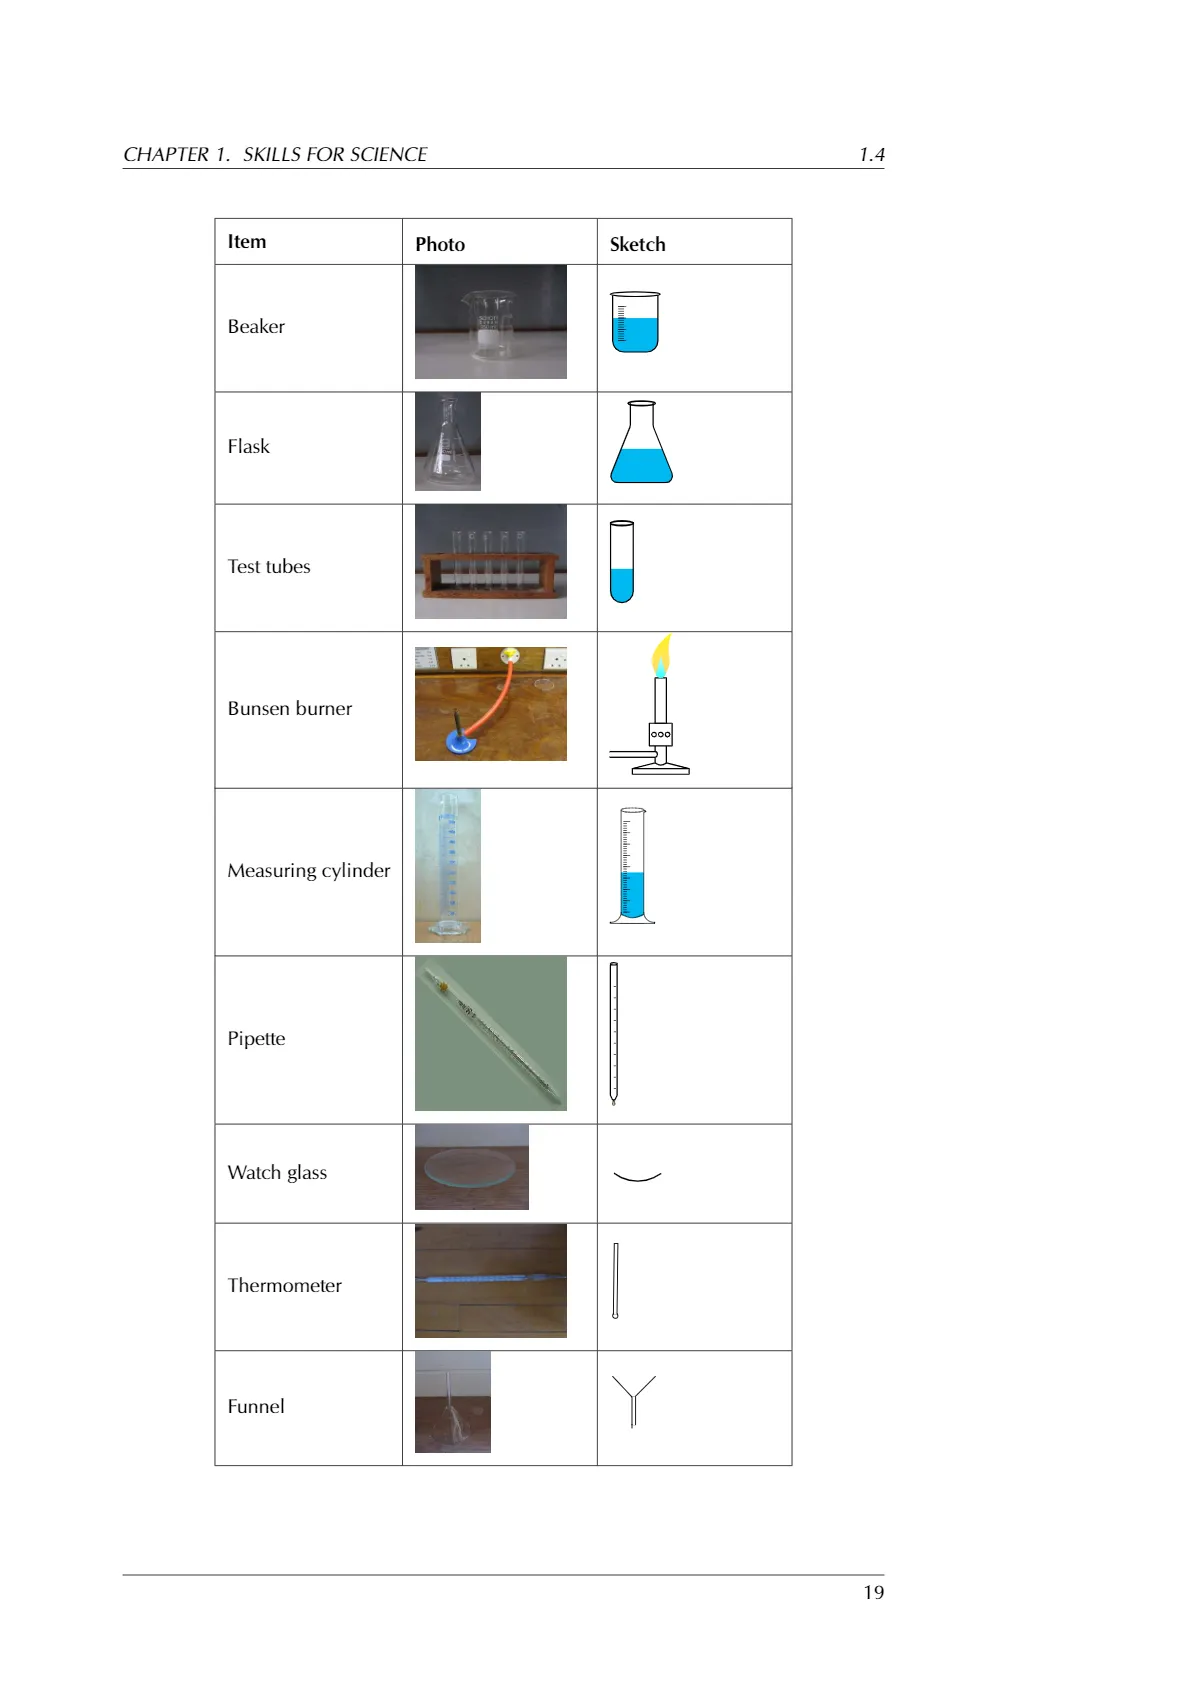 CHAPTER 1. SKILLS FOR SCIENCE 1.4
Item Photo Sketch
Beaker
Flask
Test tubes
Bunsen burner
Measuring cylinder
Pipette
Watch glass
Thermometer
Funnel
19